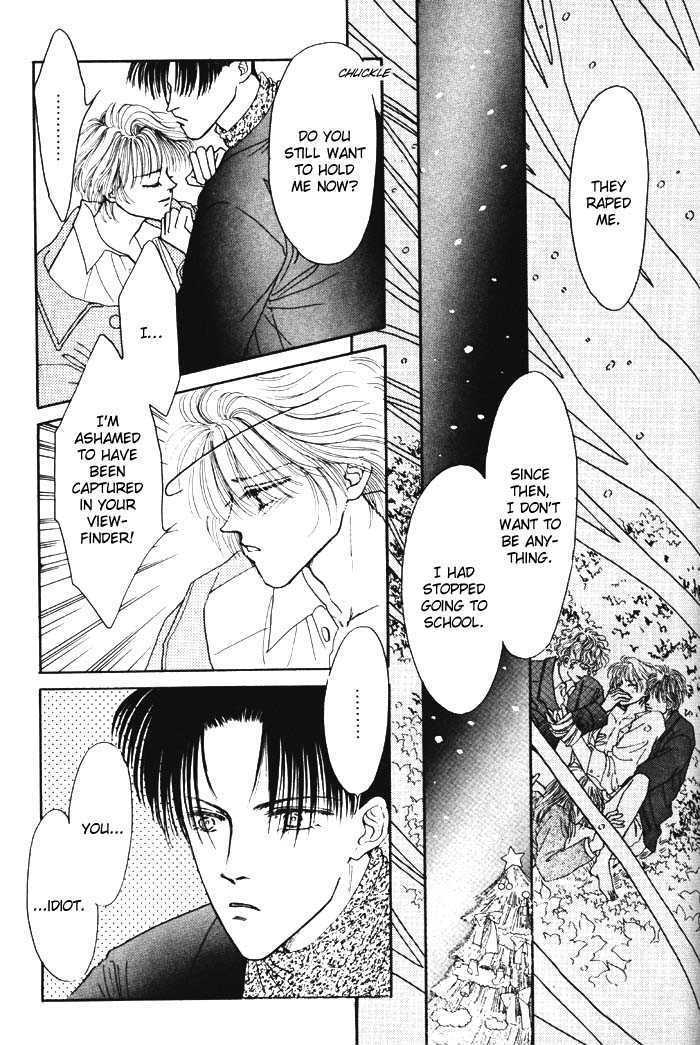 THEY
RAPED
ME.
SINCE
THEN,
I DON'T
WANT TO
BE ANY-
THING.
I HAD
STOPPED
GOING TO
SCHOOL.
CHUCKLE
DO YOU
STILL WANT
TO HOLD
ME NOW?
........
I...
I'M
ASHAMED
TO HAVE
BEEN
CAPTURED
IN YOUR
VIEW-
FINDER!
........
YOU...
...IDIOT.